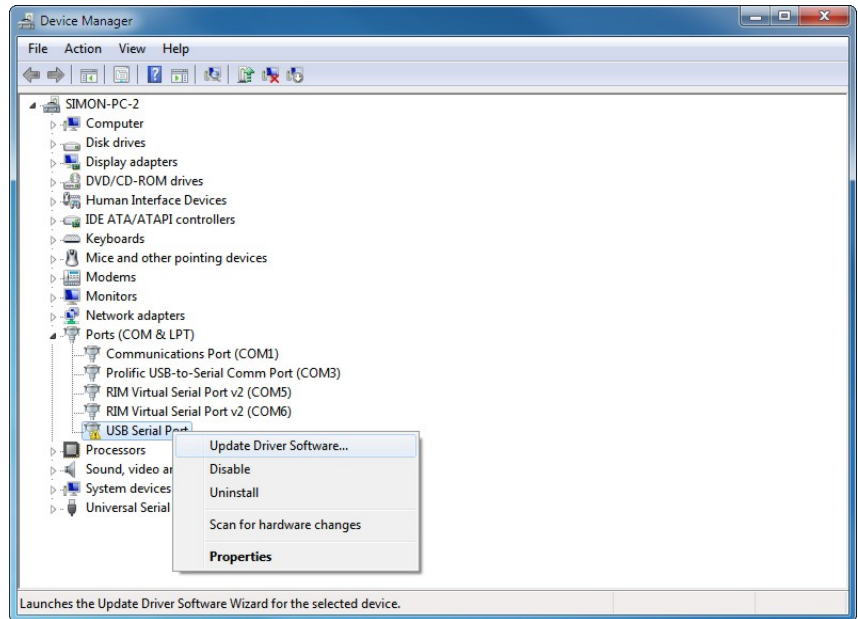 Device Manager
File Action View Help
SIMON-PC-2
Computer
Disk drives
Display adapters
DVD/CD-ROM drives
Human Interface Devices
IDE ATA/ATAPI controllers
Keyboards
Mice and other pointing devices
Modems
Monitors
Network adapters
Ports (COM & LPT)
Communications Port (COM1)
Prolific USB-to-Serial Comm Port (COM3)
RIM Virtual Serial Port v2 (COM5)
RIM Virtual Serial Port v2 (COM6)
USB Serial Port
Processors
Sound, video
System devices
Universal Serial
Update Driver Software...
Disable
Uninstall
Scan for hardware changes
Properties
Launches the Update Driver Software Wizard for the selected device.